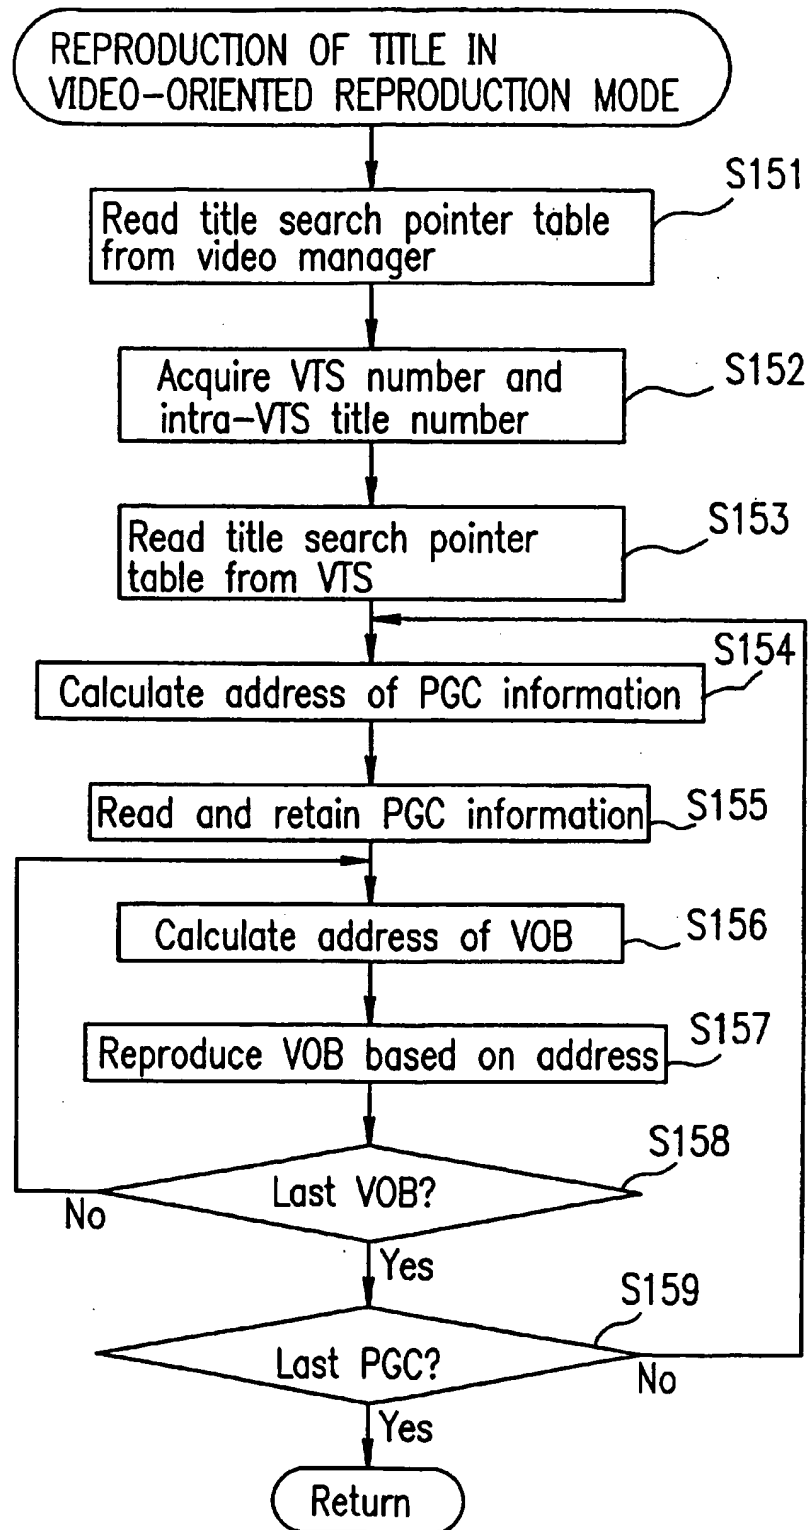 REPRODUCTION OF TITLE IN
VIDEO-ORIENTED REPRODUCTION MODE
S151
Read title search pointer table
from video manager
S152
Acquire VTS number and
intra-VTS title number
S153
Read title search pointer
table from VTS
S154
Calculate address of PGC information
S155
Read and retain PGC information
S156
Calculate address of VOB
S157
Reproduce VOB based on address
S158
Last VOB?
No
Yes
S159
Last PGC?
No
Yes
Return